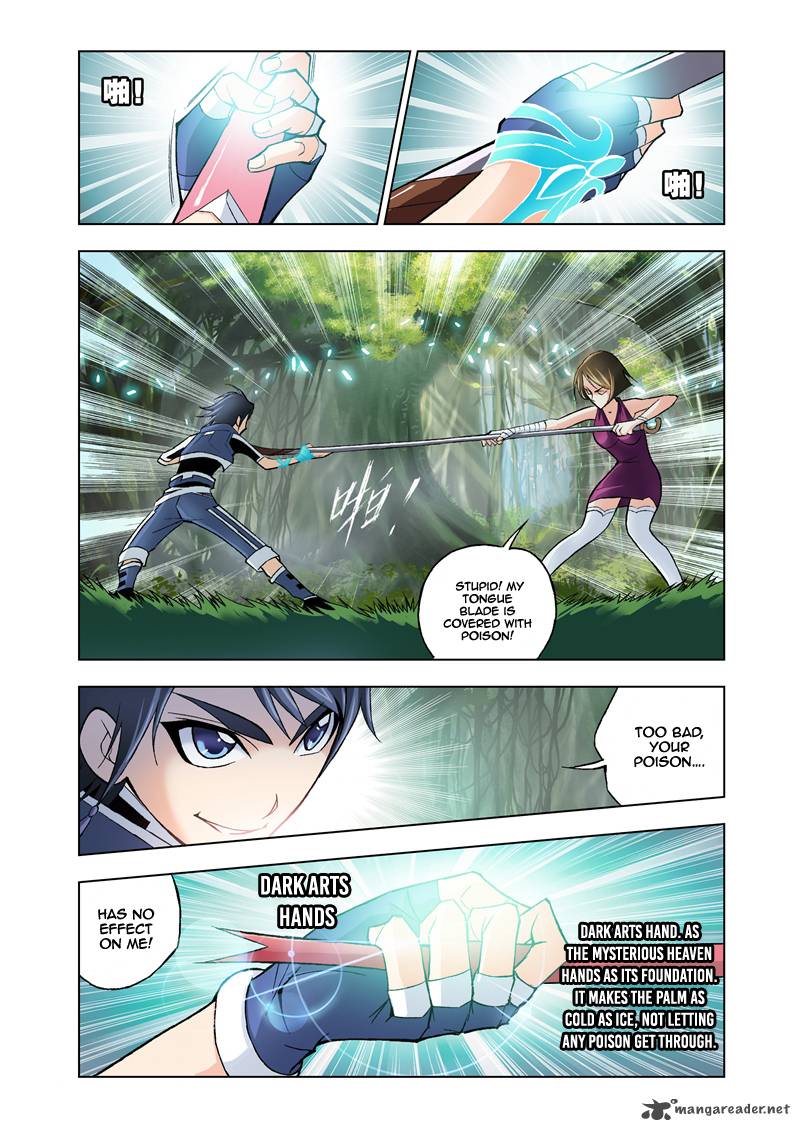 啪!
啪!
啪!
STUPID! MY
TONGUE
BLADE IS
COVERED WITH
POISON!
TOO BAD,
YOUR
POISON....
HAS NO
EFFECT
ON ME!
DARK ARTS
HANDS
DARK ARTS HAND. AS
THE MYSTERIOUS HEAVEN
HANDS AS ITS FOUNDATION.
IT MAKES THE PALM AS
COLD AS ICE, NOT LETTING
ANY POISON GET THROUGH.
mangareader.net